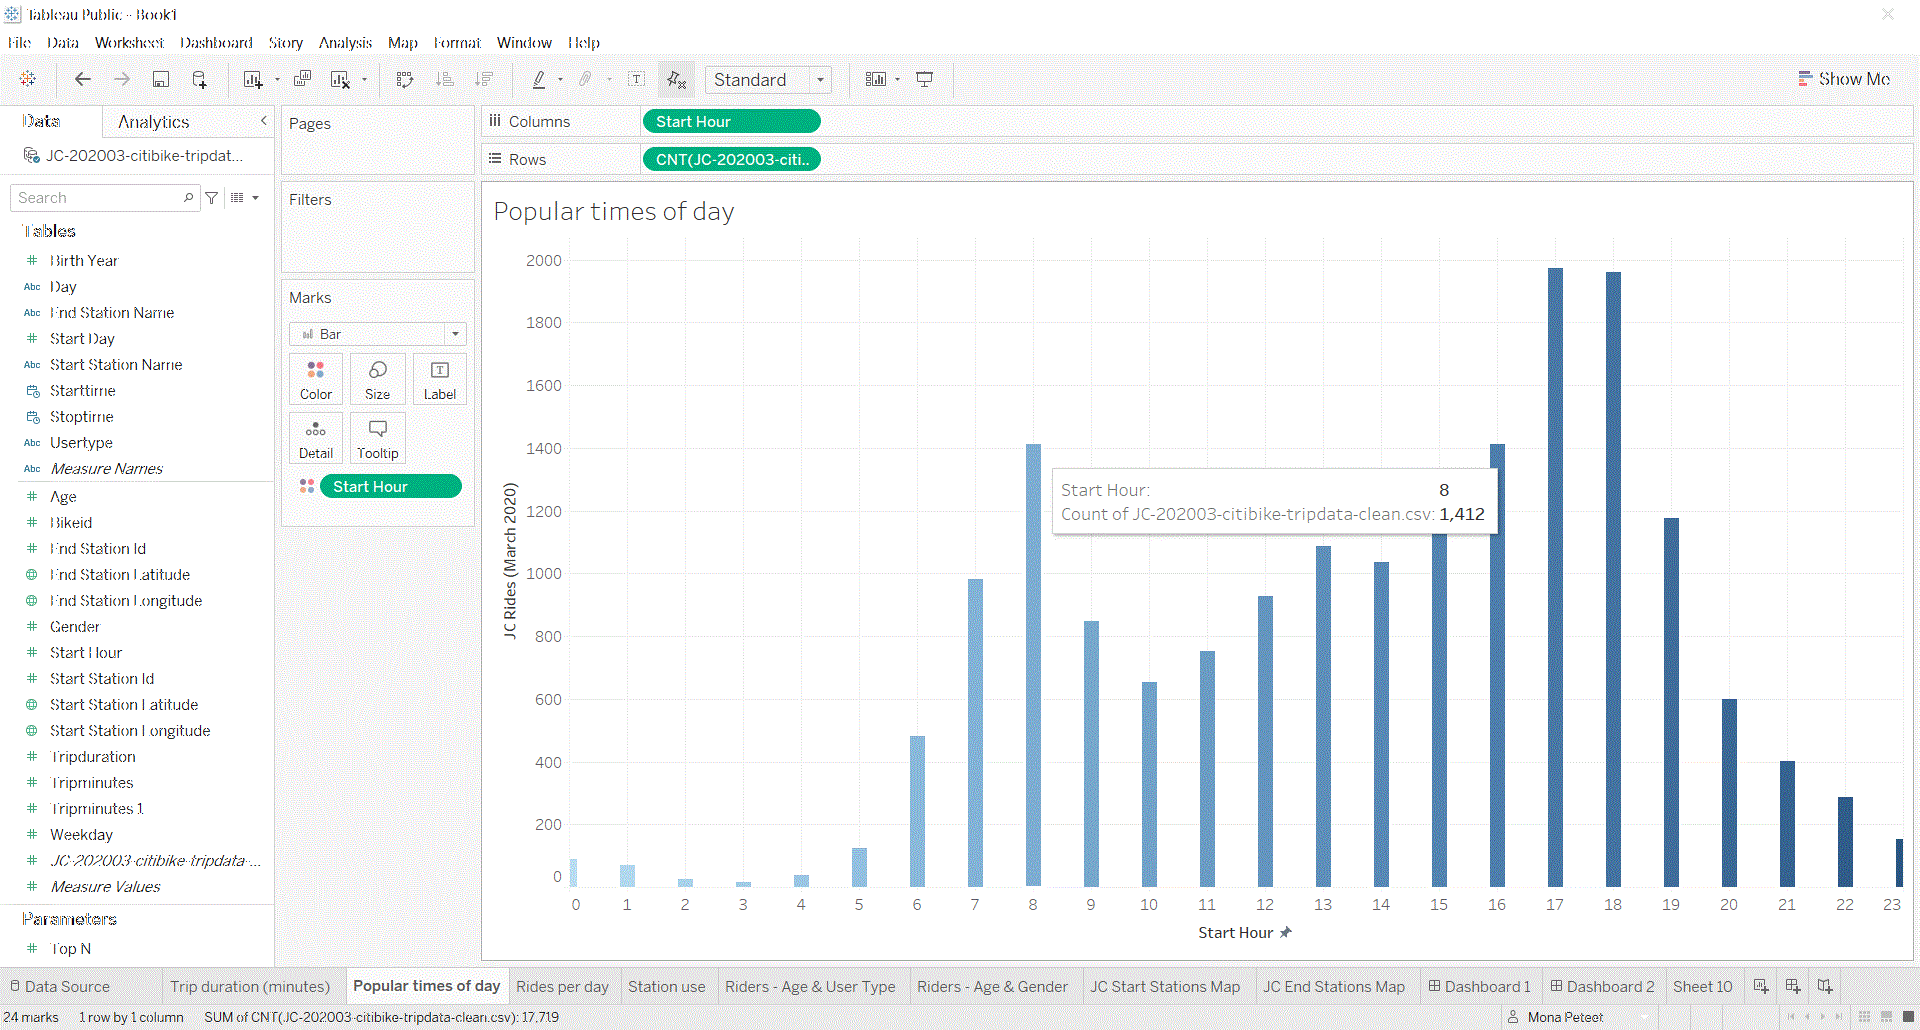 Tableau Public - Book1
File Data Worksheet Dashboard Story Analysis Map Format Window Help
Standard
Show Me
Data Analytics
JC-202003-citibike-tripdat...
Search
Tables
Birth Year
Abc Day
Abc End Station Name
Start Day
Abc Start Station Name
Starttime
Stoptime
Abc Usertype
Abc Measure Names
Age
Bikeid
End Station Id
End Station Latitude
End Station Longitude
Gender
Start Hour
Start Station Id
Start Station Latitude
Start Station Longitude
Tripduration
Tripminutes
Tripminutes 1
Weekday
JC-202003-citibike-tripdata-...
Measure Values
Parameters
Top N
Pages
Filters
Marks
Bar
Color Size Label
Detail Tooltip
Start Hour
Columns Start Hour
Rows CNT(JC-202003-citi..
Popular times of day
2000
1800
1600
1400
1200
1000
800
600
400
200
0
JC Rides (March 2020)
Start Hour: 8
Count of JC-202003-citibike-tripdata-clean.csv: 1,412
0 1 2 3 4 5 6 7 8 9 10 11 12 13 14 15 16 17 18 19 20 21 22 23
Start Hour
Data Source Trip duration (minutes) Popular times of day Rides per day Station use Riders - Age & User Type Riders - Age & Gender JC Start Stations Map JC End Stations Map Dashboard 1 Dashboard 2 Sheet 10
24 marks 1 row by 1 column SUM of CNT(JC-202003-citibike-tripdata-clean.csv): 17,719 Mona Peteet